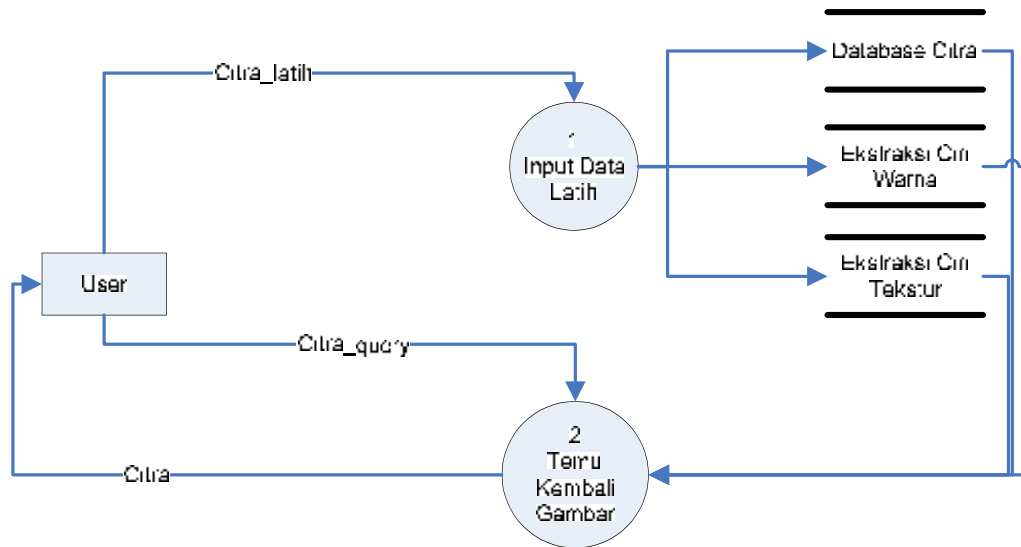 Citra_latih
Database Citra
1
Input Data
Latih
Ekstraksi Ciri
Warna
User
Ekstraksi Ciri
Tekstur
Citra_query
2
Temu
Kembali
Gambar
Citra